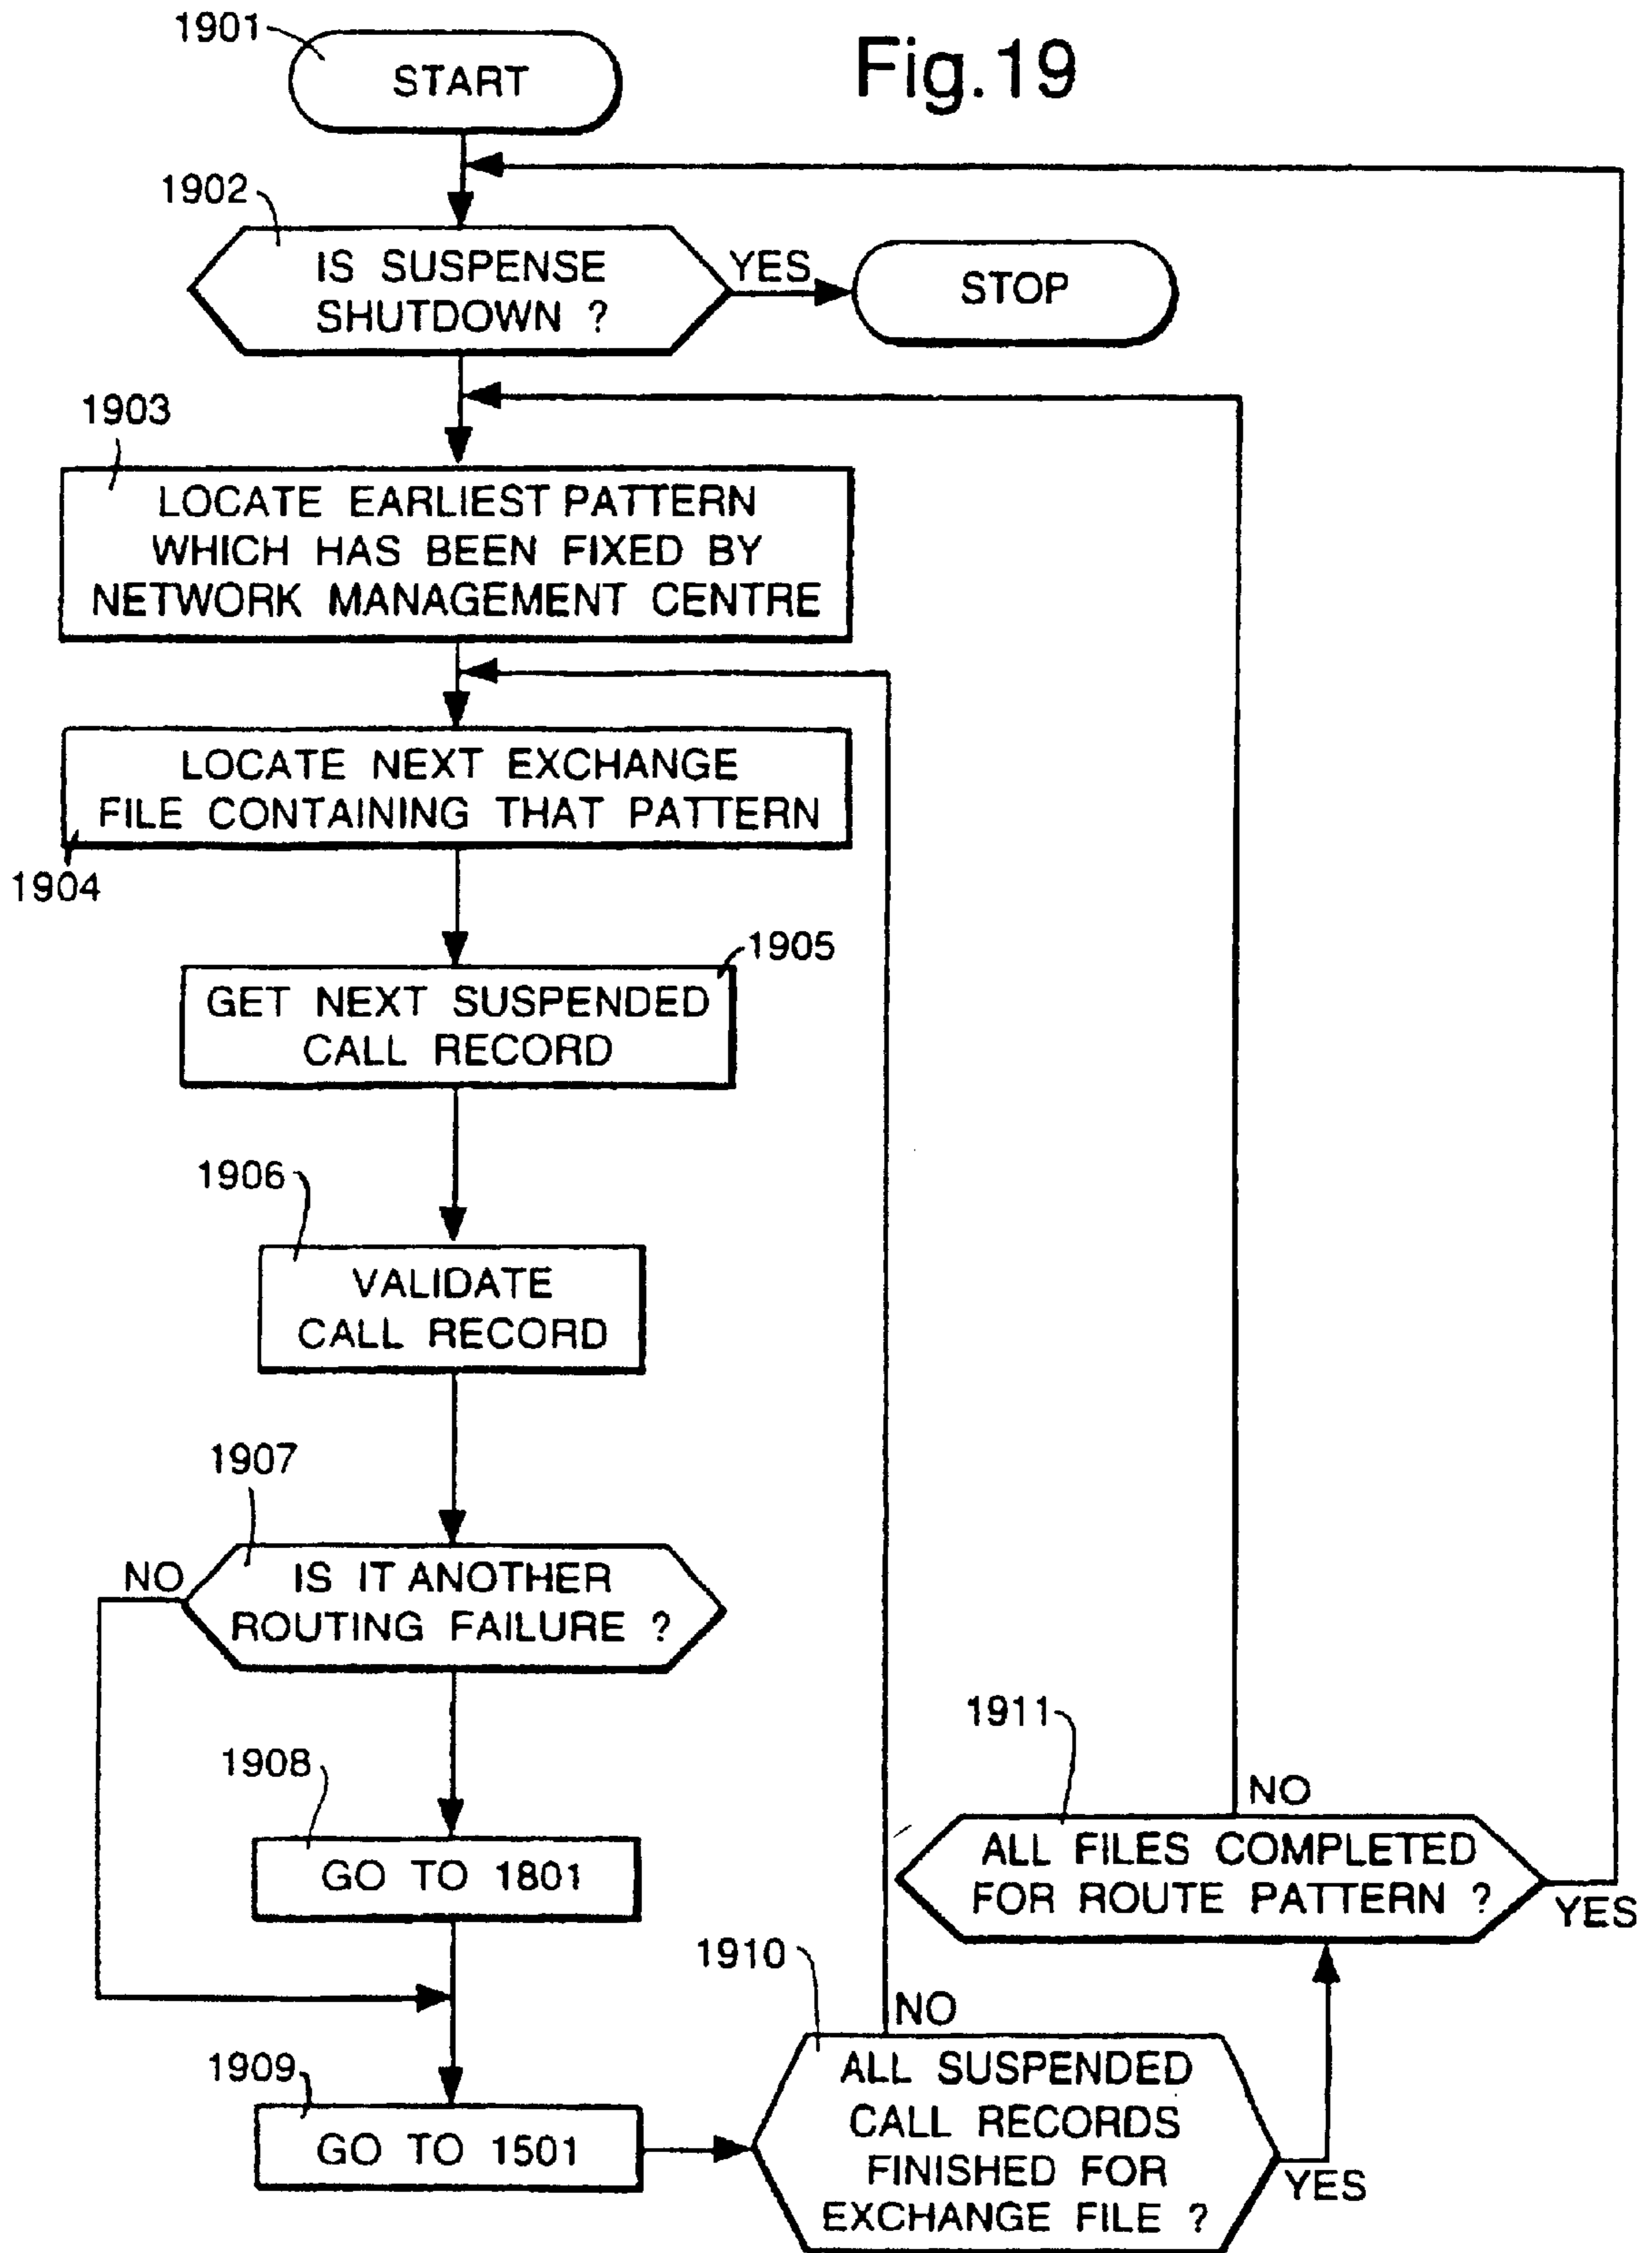 Fig.19
1901
START
1902
IS SUSPENSE
SHUTDOWN ?
YES
STOP
1903
LOCATE EARLIEST PATTERN
WHICH HAS BEEN FIXED BY
NETWORK MANAGEMENT CENTRE
LOCATE NEXT EXCHANGE
FILE CONTAINING THAT PATTERN
1904
1905
GET NEXT SUSPENDED
CALL RECORD
1906
VALIDATE
CALL RECORD
1907
NO
IS IT ANOTHER
ROUTING FAILURE ?
1908
GO TO 1801
1909
GO TO 1501
1910
NO
ALL SUSPENDED
CALL RECORDS
FINISHED FOR
EXCHANGE FILE ?
YES
1911
NO
ALL FILES COMPLETED
FOR ROUTE PATTERN ?
YES